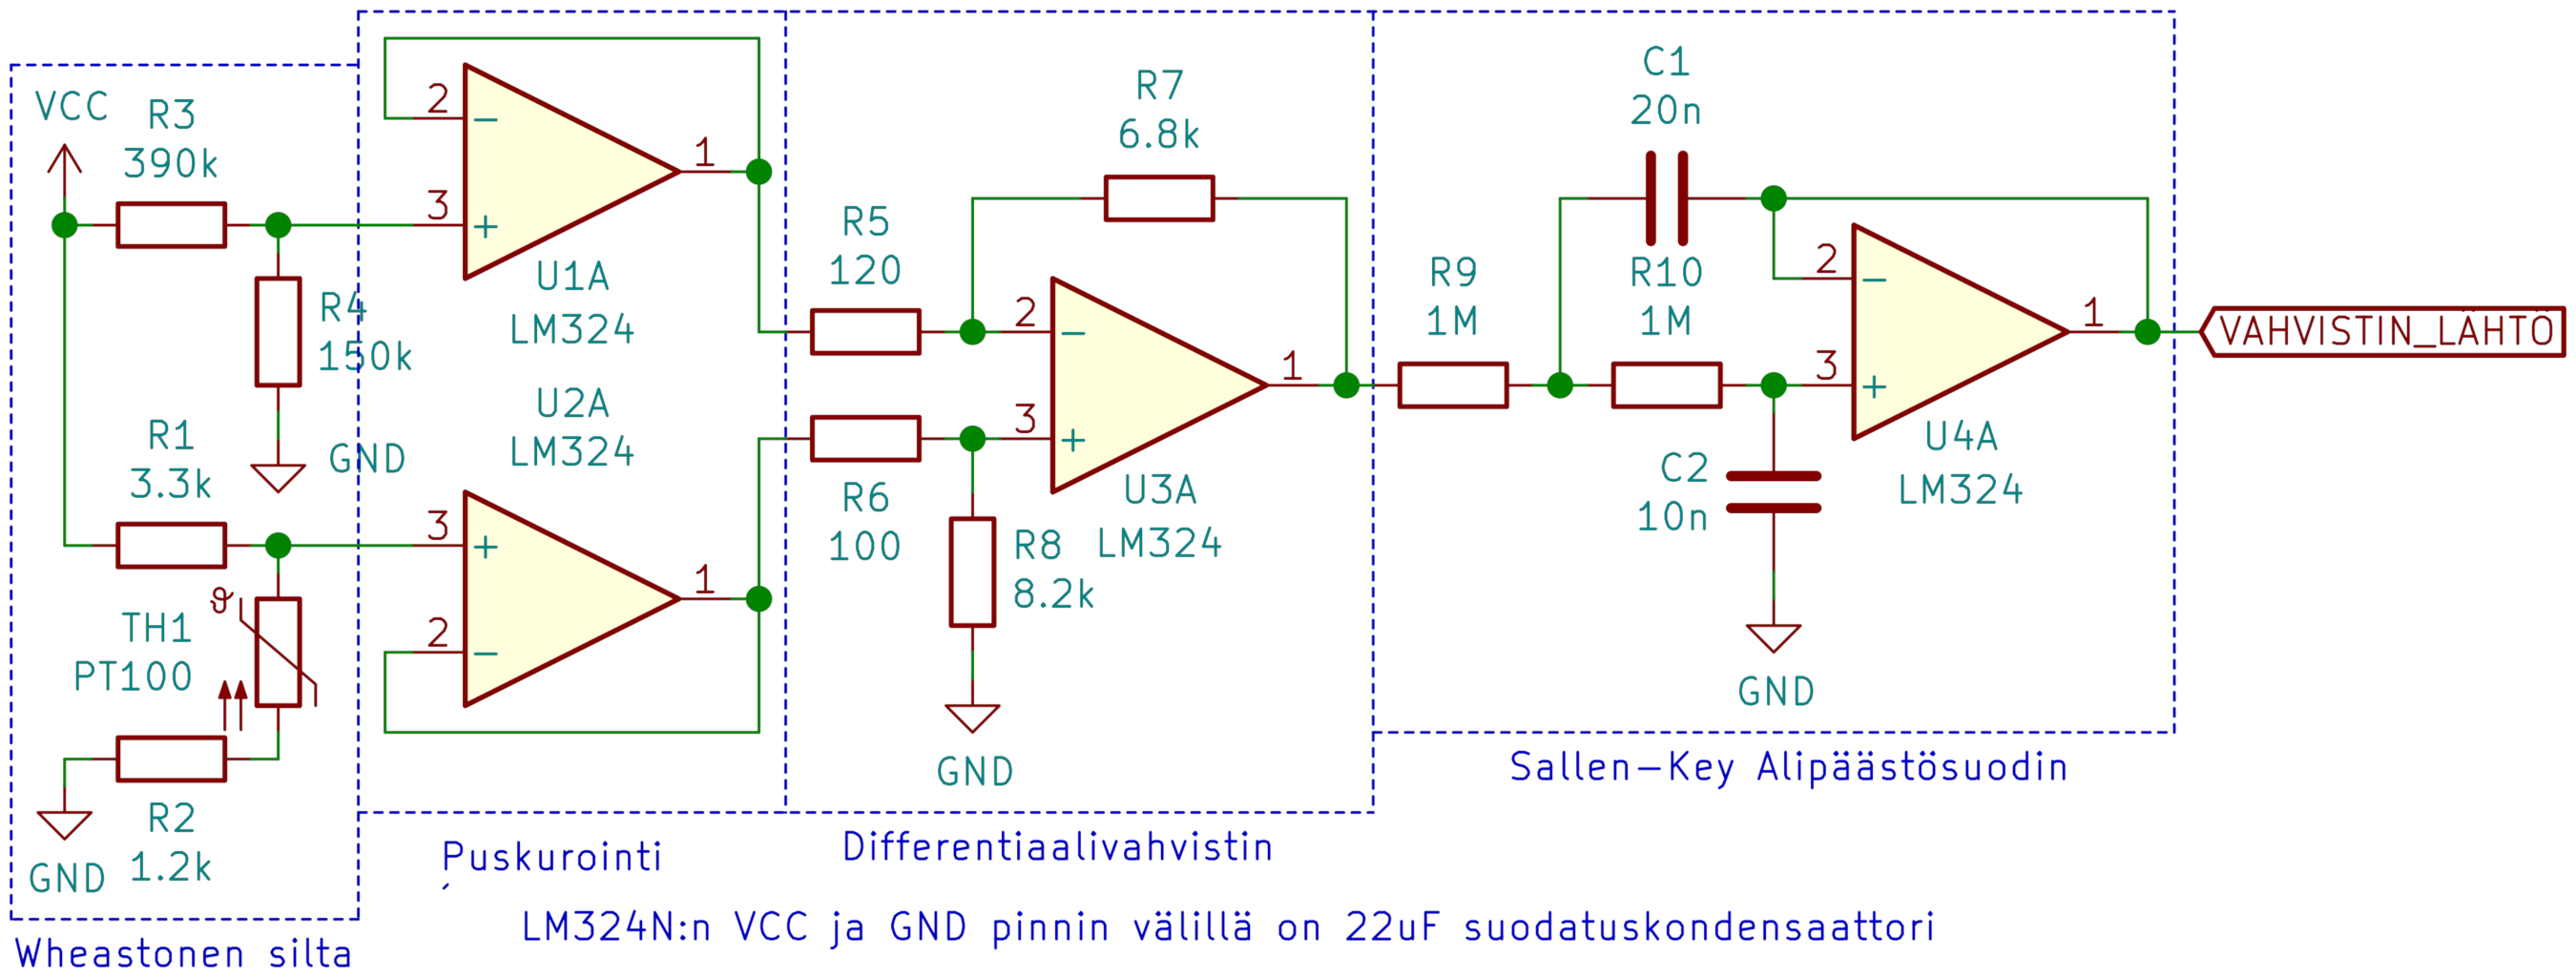 VCC
R3
390k
R4
150k
GND
R1
3.3k
ϑ
TH1
PT100
R2
1.2k
GND
Wheastonen silta
2
−
3
+
1
U1A
LM324
U2A
LM324
3
+
2
−
1
Puskurointi
R5
120
R6
100
R7
6.8k
2
−
3
+
1
U3A
LM324
R8
8.2k
GND
Differentiaalivahvistin
C1
20n
R9
1M
R10
1M
2
−
3
+
1
U4A
LM324
C2
10n
GND
VAHVISTIN_LÄHTÖ
Sallen-Key Alipäästösuodin
LM324N:n VCC ja GND pinnin välillä on 22uF suodatuskondensaattori